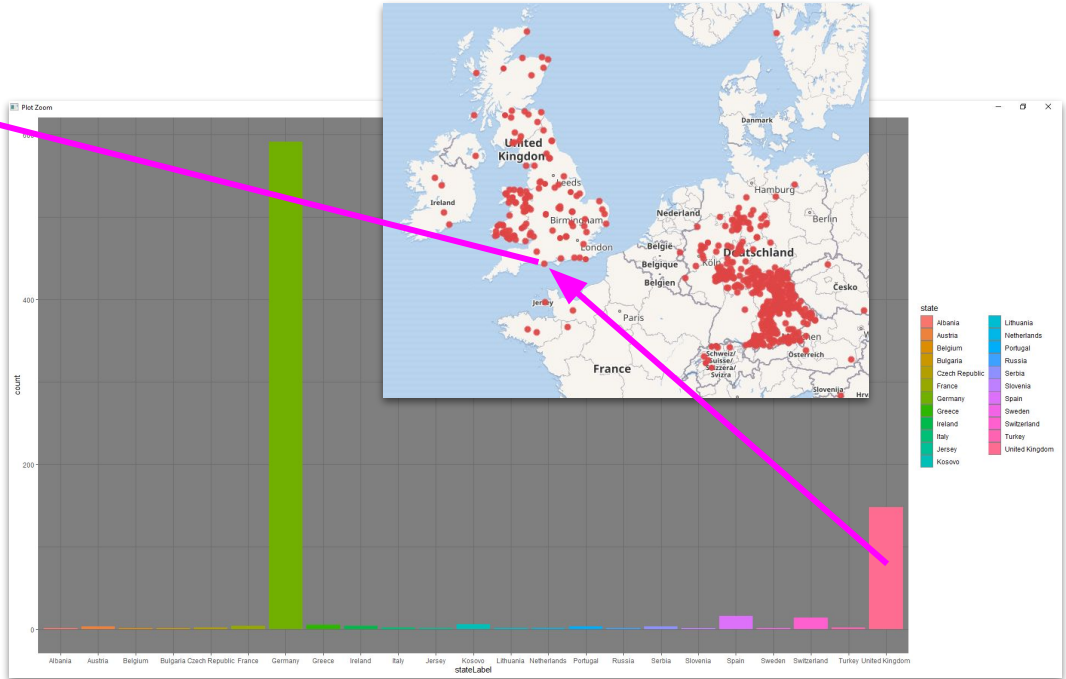 Plot Zoom
Danmark
United
Kingdom
Leeds
Hamburg
Ireland
Nederland
Berlin
Birmingham
London
België
Deutschland
Belgique
Köln
Belgien
Česko
Jersey
Paris
Schweiz/
Suisse/
Svizzera/
Svizra
Österreich
France
Slovenija
Hrv
400
200
0
count
state
Albania
Austria
Belgium
Bulgaria
Czech Republic
France
Germany
Greece
Ireland
Italy
Jersey
Kosovo
Lithuania
Netherlands
Portugal
Russia
Serbia
Slovenia
Spain
Sweden
Switzerland
Turkey
United Kingdom
Albania Austria Belgium Bulgaria Czech Republic France Germany Greece Ireland Italy Jersey Kosovo Lithuania Netherlands Portugal Russia Serbia Slovenia Spain Sweden Switzerland Turkey United Kingdom
stateLabel